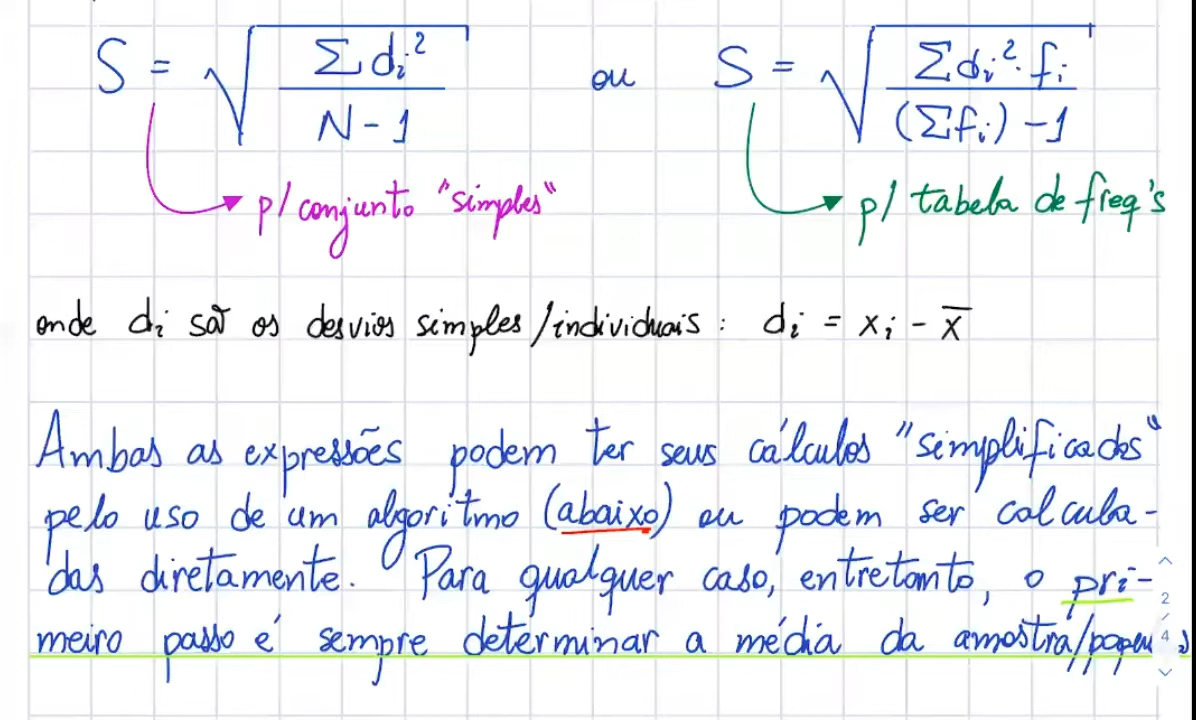 S = √(Σdᵢ² / (N - 1)) ou S = √(Σdᵢ². fᵢ / ((Σfᵢ) - 1))
p/ conjunto "simples" p/ tabela de freq's
onde dᵢ são os desvios simples/individuais : dᵢ = xᵢ - x̅
Ambas as expressões podem ter seus cálculos "simplificados"
pelo uso de um algoritmo (abaixo) ou podem ser calcula-
das diretamente. Para qualquer caso, entretanto, o pri-
meiro passo é sempre determinar a média da amostra/
2
/
4